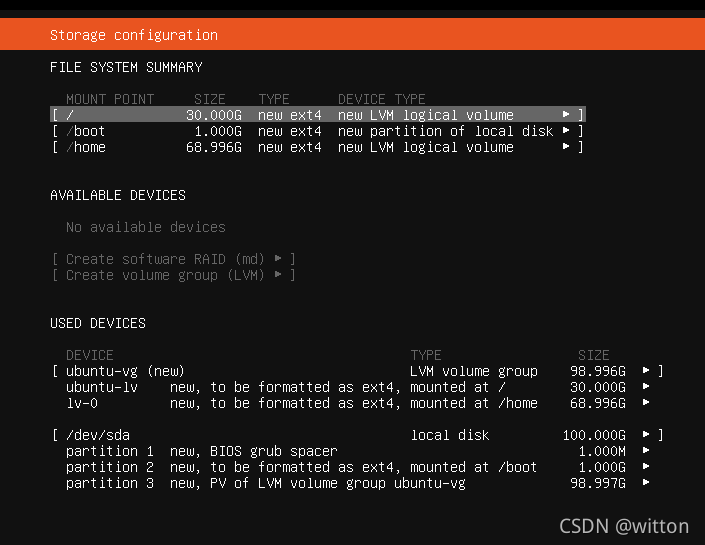 Storage configuration
FILE SYSTEM SUMMARY
MOUNT POINT SIZE TYPE DEVICE TYPE
[ / 30.000G new ext4 new LVM logical volume ▸ ]
[ /boot 1.000G new ext4 new partition of local disk ▸ ]
[ /home 68.996G new ext4 new LVM logical volume ▸ ]
AVAILABLE DEVICES
No available devices
[ Create software RAID (md) ▸ ]
[ Create volume group (LVM) ▸ ]
USED DEVICES
DEVICE TYPE SIZE
[ ubuntu-vg (new) LVM volume group 98.996G ▸ ]
ubuntu-lv new, to be formatted as ext4, mounted at / 30.000G ▸
lv-0 new, to be formatted as ext4, mounted at /home 68.996G ▸
[ /dev/sda local disk 100.000G ▸ ]
partition 1 new, BIOS grub spacer 1.000M ▸
partition 2 new, to be formatted as ext4, mounted at /boot 1.000G ▸
partition 3 new, PV of LVM volume group ubuntu-vg 98.997G ▸
CSDN @witton